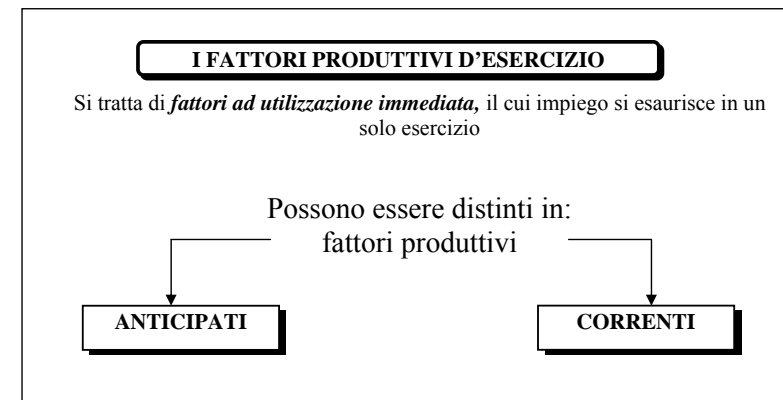 I FATTORI PRODUTTIVI D'ESERCIZIO
Si tratta di fattori ad utilizzazione immediata, il cui impiego si esaurisce in un
solo esercizio
Possono essere distinti in:
fattori produttivi
ANTICIPATI
CORRENTI